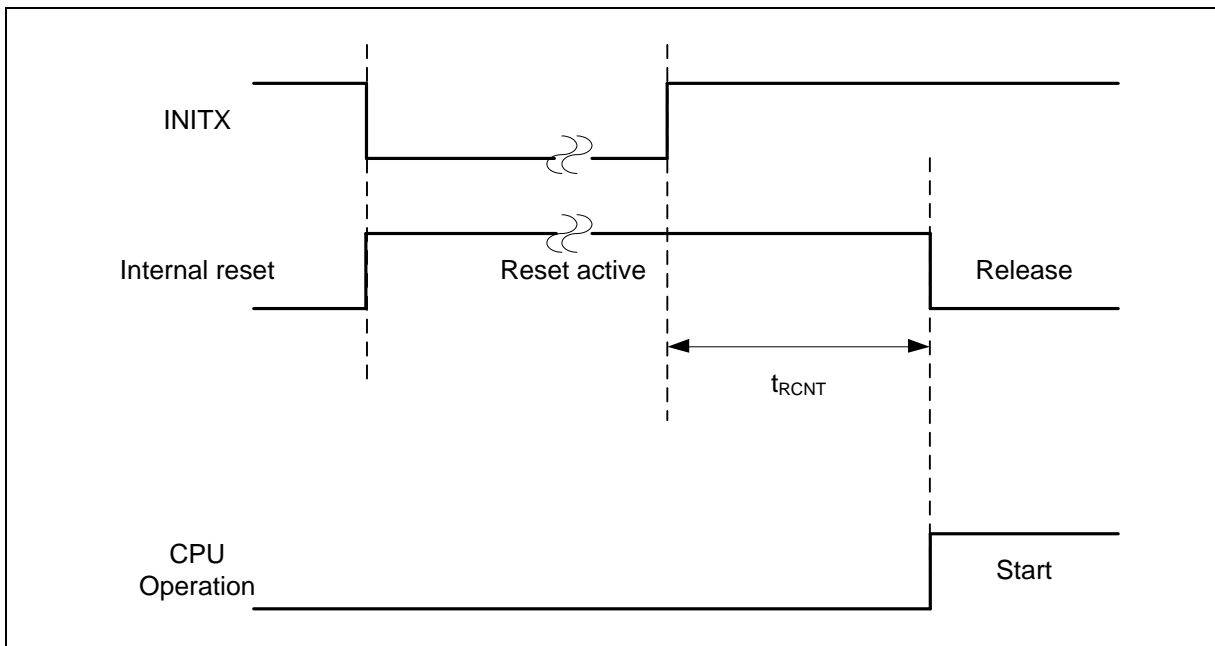 INITX
Internal reset
Reset active
Release
tRCNT
CPU
Operation
Start